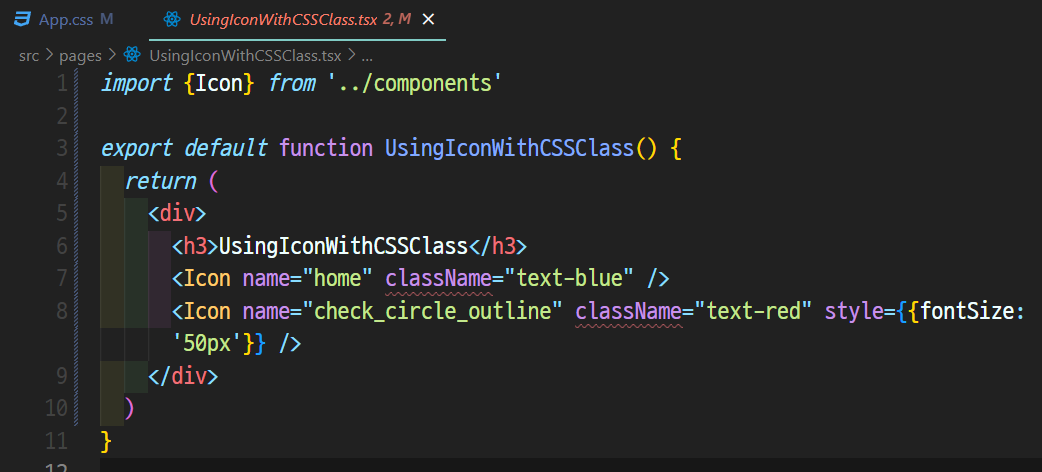 App.css M UsingIconWithCSSClass.tsx 2, M ×
src > pages > UsingIconWithCSSClass.tsx > ...
1 import {Icon} from '../components'
2
3 export default function UsingIconWithCSSClass() {
4 return (
5 <div>
6 <h3>UsingIconWithCSSClass</h3>
7 <Icon name="home" className="text-blue" />
8 <Icon name="check_circle_outline" className="text-red" style={{fontSize:
'50px'}} />
9 </div>
10 )
11 }
12